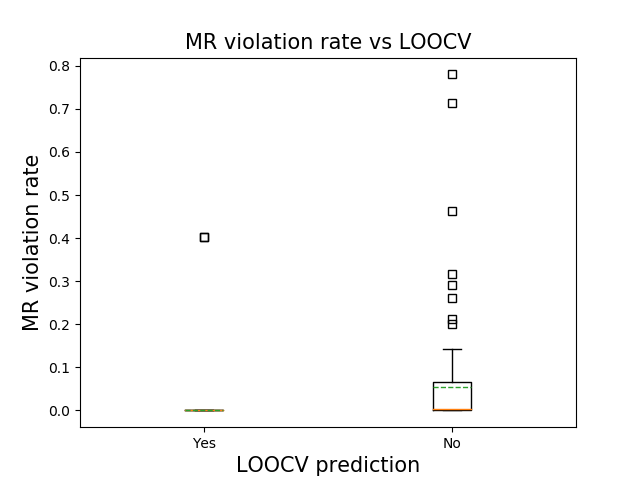 MR violation rate vs LOOCV
MR violation rate
0.8
0.7
0.6
0.5
0.4
0.3
0.2
0.1
0.0
Yes
No
LOOCV prediction